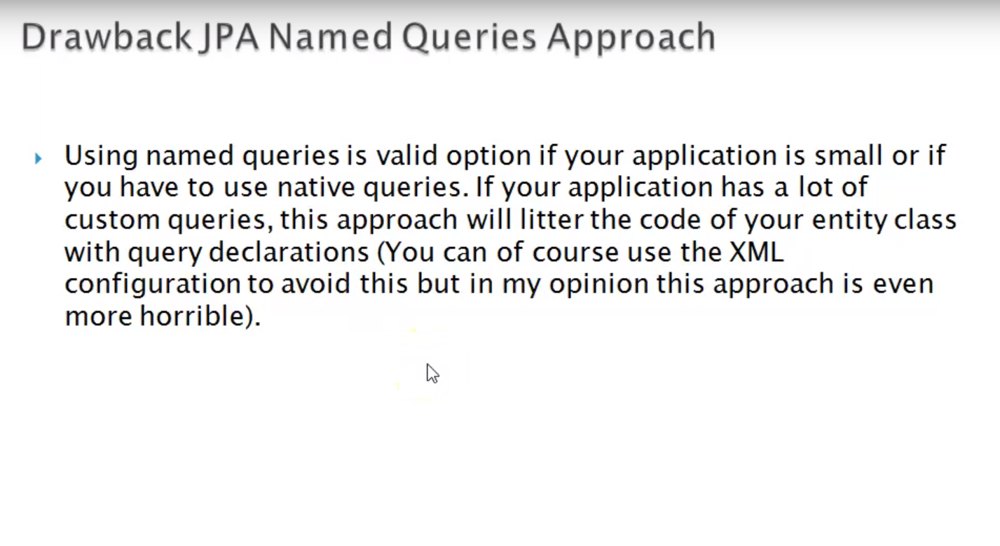 Drawback JPA Named Queries Approach
Using named queries is valid option if your application is small or if
you have to use native queries. If your application has a lot of
custom queries, this approach will litter the code of your entity class
with query declarations (You can of course use the XML
configuration to avoid this but in my opinion this approach is even
more horrible).